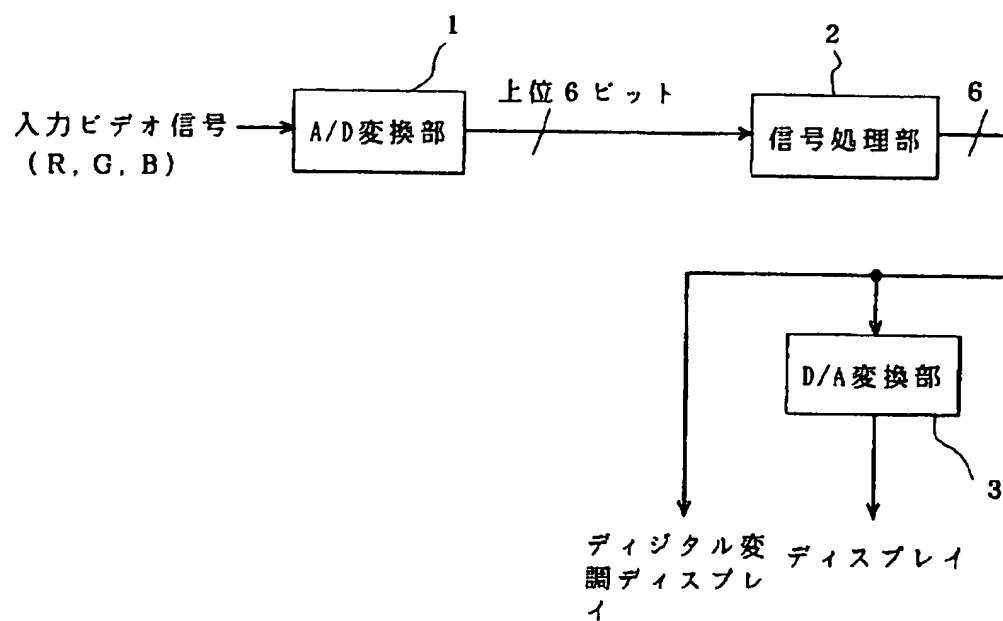 1
2
上位6ビット
6
入力ビデオ信号
(R, G, B)
A/D変換部
信号処理部
D/A変換部
3
ディジタル変
調ディスプレ
イ
ディスプレイ